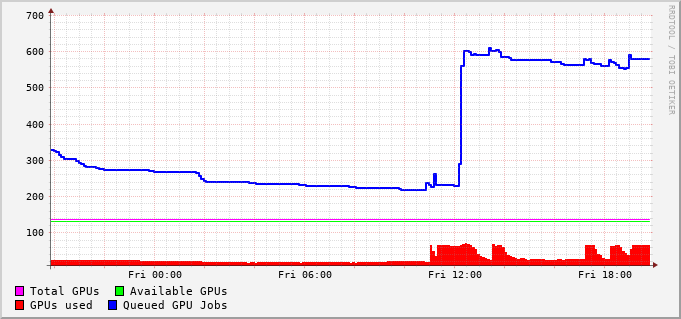 700
600
500
400
300
200
100
Fri 00:00 Fri 06:00 Fri 12:00 Fri 18:00
Total GPUs Available GPUs
GPUs used Queued GPU Jobs
RRDTOOL / TOBI OETIKER